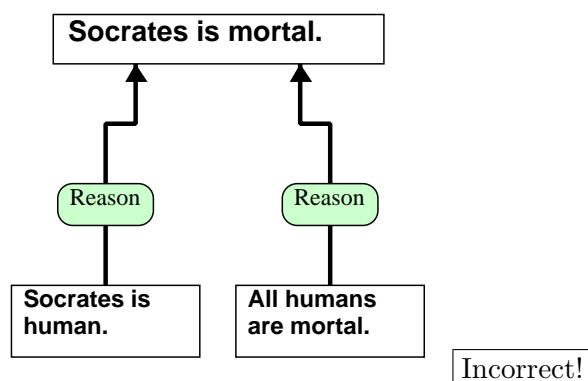 Socrates is mortal.
Reason
Reason
Socrates is
human.
All humans
are mortal.
Incorrect!